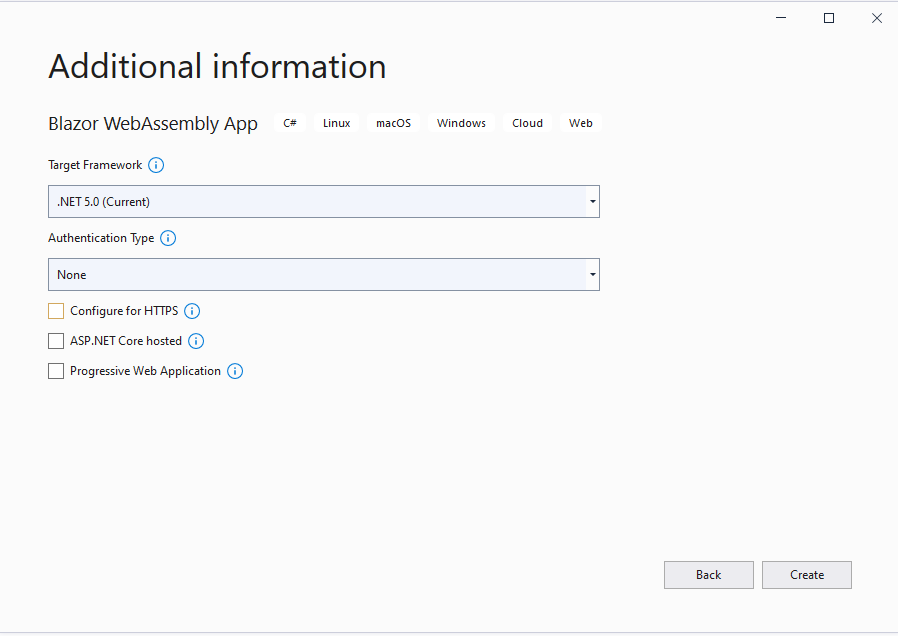 Additional information
Blazor WebAssembly App C# Linux macOS Windows Cloud Web
Target Framework
.NET 5.0 (Current)
Authentication Type
None
Configure for HTTPS
ASP.NET Core hosted
Progressive Web Application
Back Create